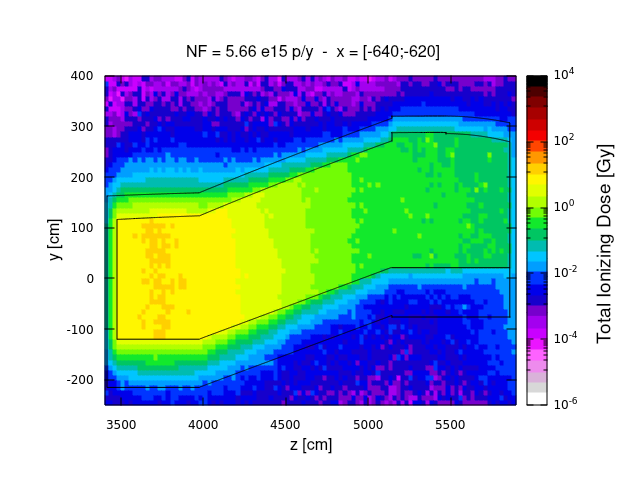 NF = 5.66 e15 p/y - x = [-640;-620]
400
300
200
100
0
-100
-200
y [cm]
3500 4000 4500 5000 5500
z [cm]
10^4
10^2
10^0
10^-2
10^-4
10^-6
Total Ionizing Dose [Gy]